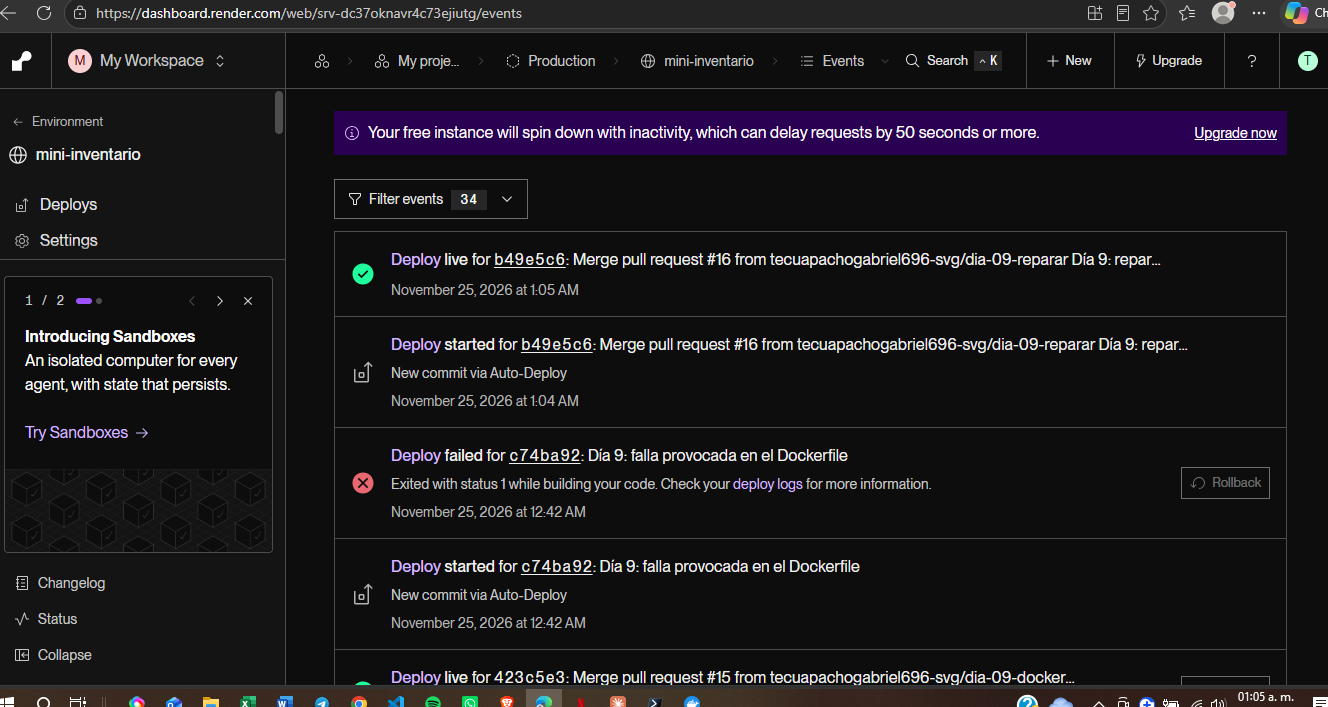 https://dashboard.render.com/web/srv-dc37oknavr4c73ejiutg/events
Ch
M My Workspace
My proje...
Production
mini-inventario
Events
Search ^ K
+ New
Upgrade
?
T
← Environment
mini-inventario
Deploys
Settings
1 / 2
Introducing Sandboxes
An isolated computer for every
agent, with state that persists.
Try Sandboxes →
Changelog
Status
Collapse
Your free instance will spin down with inactivity, which can delay requests by 50 seconds or more.
Upgrade now
Filter events 34
Deploy live for b49e5c6: Merge pull request #16 from tecuapachogabriel696-svg/dia-09-reparar Día 9: repar...
November 25, 2026 at 1:05 AM
Deploy started for b49e5c6: Merge pull request #16 from tecuapachogabriel696-svg/dia-09-reparar Día 9: repar...
New commit via Auto-Deploy
November 25, 2026 at 1:04 AM
Deploy failed for c74ba92: Día 9: falla provocada en el Dockerfile
Exited with status 1 while building your code. Check your deploy logs for more information.
November 25, 2026 at 12:42 AM
Rollback
Deploy started for c74ba92: Día 9: falla provocada en el Dockerfile
New commit via Auto-Deploy
November 25, 2026 at 12:42 AM
Deploy live for 423c5e3: Merge pull request #15 from tecuapachogabriel696-svg/dia-09-docker...
01:05 a. m.